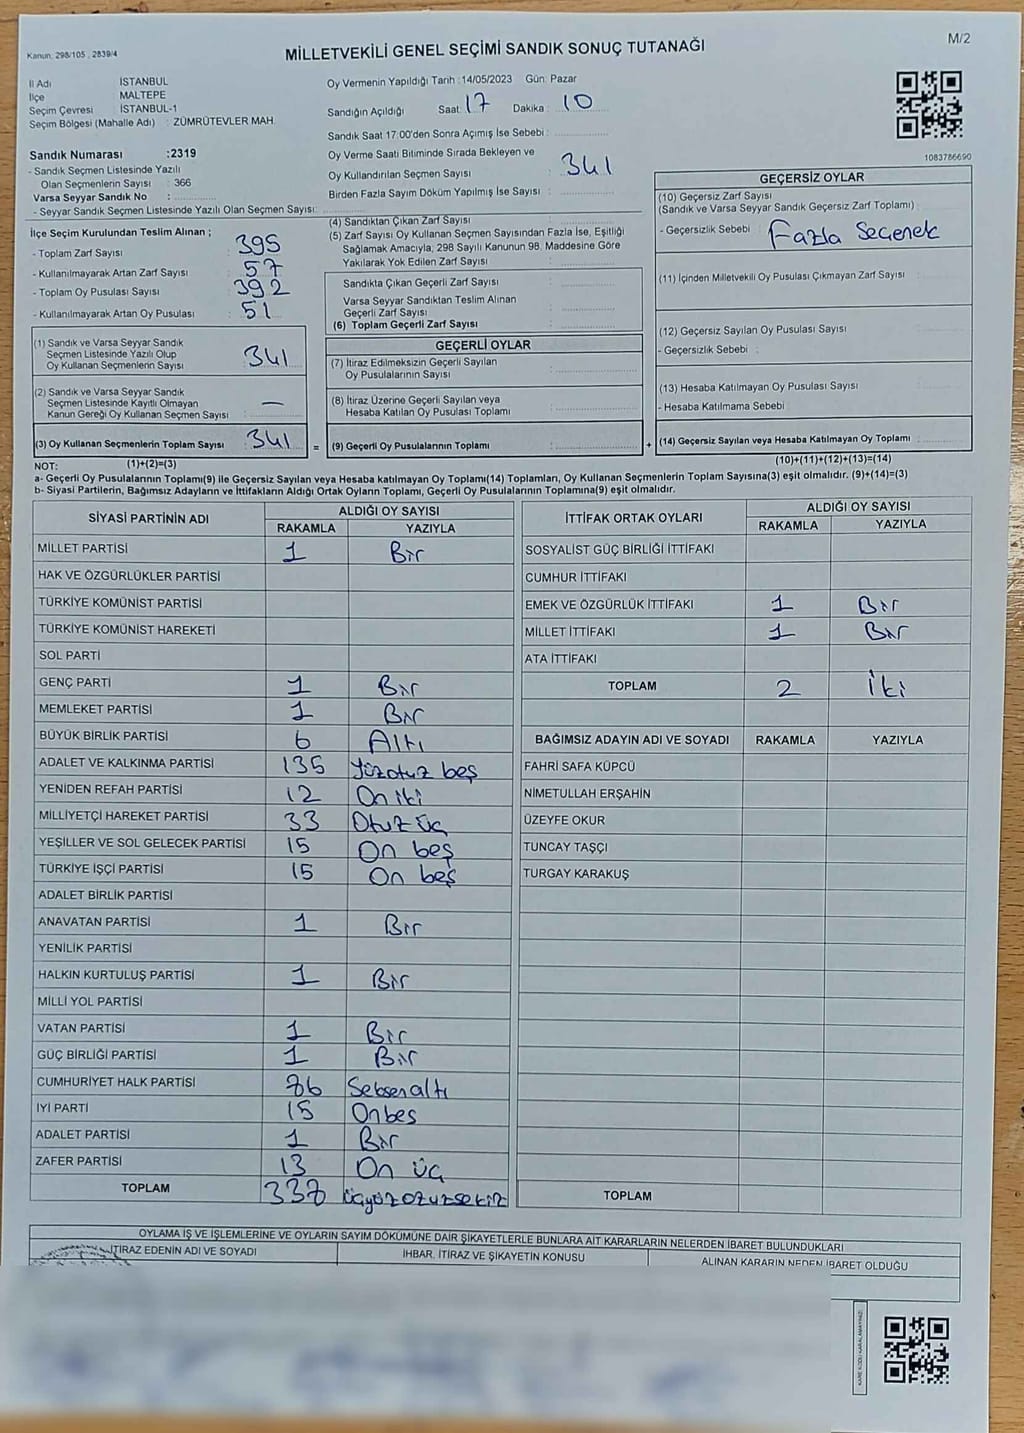 Kanun, 298/105 , 2839/4
M/2
MİLLETVEKİLİ GENEL SEÇİMİ SANDIK SONUÇ TUTANAĞI
İl Adı İSTANBUL
İlçe MALTEPE
Seçim Çevresi İSTANBUL-1
Seçim Bölgesi (Mahalle Adı) : ZÜMRÜTEVLER MAH.
Sandık Numarası :2319
- Sandık Seçmen Listesinde Yazılı
Olan Seçmenlerin Sayısı : 366
Varsa Seyyar Sandık No :
- Seyyar Sandık Seçmen Listesinde Yazılı Olan Seçmen Sayısı:
Oy Vermenin Yapıldığı Tarih :14/05/2023 Gün: Pazar
Sandığın Açıldığı Saat: 17 Dakika : 10
Sandık Saat 17:00'den Sonra Açımış İse Sebebi :
Oy Verme Saati Bitiminde Sırada Bekleyen ve
Oy Kullandırılan Seçmen Sayısı : 341
Birden Fazla Sayım Döküm Yapılmış İse Sayısı :
1083786690
İlçe Seçim Kurulundan Teslim Alınan ;
- Toplam Zarf Sayısı : 395
- Kullanılmayarak Artan Zarf Sayısı : 57
- Toplam Oy Pusulası Sayısı : 392
- Kullanılmayarak Artan Oy Pusulası : 51
(1) Sandık ve Varsa Seyyar Sandık
Seçmen Listesinde Yazılı Olup
Oy Kullanan Seçmenlerin Sayısı : 341
(2) Sandık ve Varsa Seyyar Sandık
Seçmen Listesinde Kayıtlı Olmayan
Kanun Gereği Oy Kullanan Seçmen Sayısı : —
(3) Oy Kullanan Seçmenlerin Toplam Sayısı : 341 =
(1)+(2)=(3)
(4) Sandıktan Çıkan Zarf Sayısı :
(5) Zarf Sayısı Oy Kullanan Seçmen Sayısından Fazla İse, Eşitliği
Sağlamak Amacıyla; 298 Sayılı Kanunun 98. Maddesine Göre
Yakılarak Yok Edilen Zarf Sayısı :
Sandıkta Çıkan Geçerli Zarf Sayısı :
Varsa Seyyar Sandıktan Teslim Alınan
Geçerli Zarf Sayısı :
(6) Toplam Geçerli Zarf Sayısı :
GEÇERLİ OYLAR
(7) İtiraz Edilmeksizin Geçerli Sayılan
Oy Pusulalarının Sayısı :
(8) İtiraz Üzerine Geçerli Sayılan veya
Hesaba Katılan Oy Pusulası Toplamı :
(9) Geçerli Oy Pusulalarının Toplamı : +
GEÇERSİZ OYLAR
(10) Geçersiz Zarf Sayısı
(Sandık ve Varsa Seyyar Sandık Geçersiz Zarf Toplamı) :
- Geçersizlik Sebebi : Fazla Seçenek
(11) İçinden Milletvekili Oy Pusulası Çıkmayan Zarf Sayısı :
(12) Geçersiz Sayılan Oy Pusulası Sayısı :
- Geçersizlik Sebebi :
(13) Hesaba Katılmayan Oy Pusulası Sayısı :
- Hesaba Katılmama Sebebi :
(14) Geçersiz Sayılan veya Hesaba Katılmayan Oy Toplamı :
(10)+(11)+(12)+(13)=(14)
NOT:
a- Geçerli Oy Pusulalarının Toplamı(9) ile Geçersiz Sayılan veya Hesaba katılmayan Oy Toplamı(14) Toplamları, Oy Kullanan Seçmenlerin Toplam Sayısına(3) eşit olmalıdır. (9)+(14)=(3)
b- Siyasi Partilerin, Bağımsız Adayların ve İttifakların Aldığı Ortak Oyların Toplamı, Geçerli Oy Pusulalarının Toplamına(9) eşit olmalıdır.
SİYASİ PARTİNİN ADI ALDIĞI OY SAYISI
RAKAMLA YAZIYLA
MİLLET PARTİSİ 1 Bir
HAK VE ÖZGÜRLÜKLER PARTİSİ
TÜRKİYE KOMÜNİST PARTİSİ
TÜRKİYE KOMÜNİST HAREKETİ
SOL PARTİ
GENÇ PARTİ 1 Bir
MEMLEKET PARTİSİ 1 Bir
BÜYÜK BİRLİK PARTİSİ 6 Altı
ADALET VE KALKINMA PARTİSİ 135 Yüzotuz beş
YENİDEN REFAH PARTİSİ 12 On iki
MİLLİYETÇİ HAREKET PARTİSİ 33 Otuz üç
YEŞİLLER VE SOL GELECEK PARTİSİ 15 On beş
TÜRKİYE İŞÇİ PARTİSİ 15 On beş
ADALET BİRLİK PARTİSİ
ANAVATAN PARTİSİ 1 Bir
YENİLİK PARTİSİ
HALKIN KURTULUŞ PARTİSİ 1 Bir
MİLLİ YOL PARTİSİ
VATAN PARTİSİ 1 Bir
GÜÇ BİRLİĞİ PARTİSİ 1 Bir
CUMHURİYET HALK PARTİSİ 86 Seksenaltı
İYİ PARTİ 15 Onbeş
ADALET PARTİSİ 1 Bir
ZAFER PARTİSİ 13 On üç
TOPLAM 338 üçyüzotuzsekiz
İTTİFAK ORTAK OYLARI ALDIĞI OY SAYISI
RAKAMLA YAZIYLA
SOSYALİST GÜÇ BİRLİĞİ İTTİFAKI
CUMHUR İTTİFAKI
EMEK VE ÖZGÜRLÜK İTTİFAKI 1 Bir
MİLLET İTTİFAKI 1 Bir
ATA İTTİFAKI
TOPLAM 2 İki
BAĞIMSIZ ADAYIN ADI VE SOYADI RAKAMLA YAZIYLA
FAHRİ SAFA KÜPCÜ
NİMETULLAH ERŞAHİN
ÜZEYFE OKUR
TUNCAY TAŞÇI
TURGAY KARAKUŞ
TOPLAM
OYLAMA İŞ VE İŞLEMLERİNE VE OYLARIN SAYIM DÖKÜMÜNE DAİR ŞİKAYETLERLE BUNLARA AİT KARARLARIN NELERDEN İBARET BULUNDUKLARI
İTİRAZ EDENİN ADI VE SOYADI İHBAR, İTİRAZ VE ŞİKAYETİN KONUSU ALINAN KARARIN NEDEN İBARET OLDUĞU
KARE KODU KARALAMAYINIZ